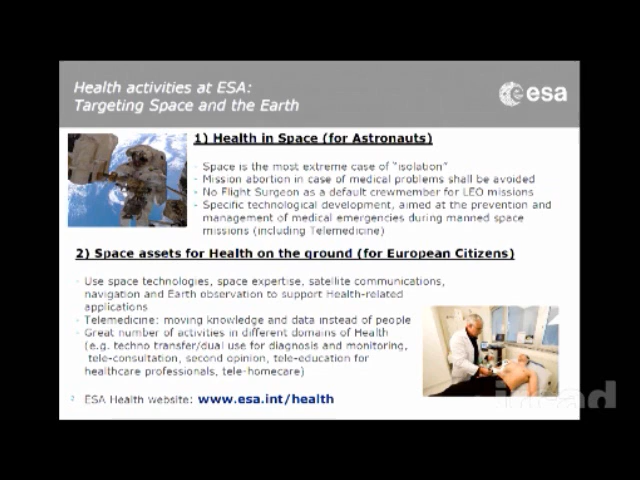 Health activities at ESA:
Targeting Space and the Earth
esa
1) Health in Space (for Astronauts)
- Space is the most extreme case of "isolation"
- Mission abortion in case of medical problems shall be avoided
- No Flight Surgeon as a default crewmember for LEO missions
- Specific technological development, aimed at the prevention and
management of medical emergencies during manned space
missions (including Telemedicine)
2) Space assets for Health on the ground (for European Citizens)
- Use space technologies, space expertise, satellite communications,
navigation and Earth observation to support Health-related
applications
- Telemedicine: moving knowledge and data instead of people
- Great number of activities in different domains of Health
(e.g. techno transfer/dual use for diagnosis and monitoring,
tele-consultation, second opinion, tele-education for
healthcare professionals, tele-homecare)
2 ESA Health website: www.esa.int/health